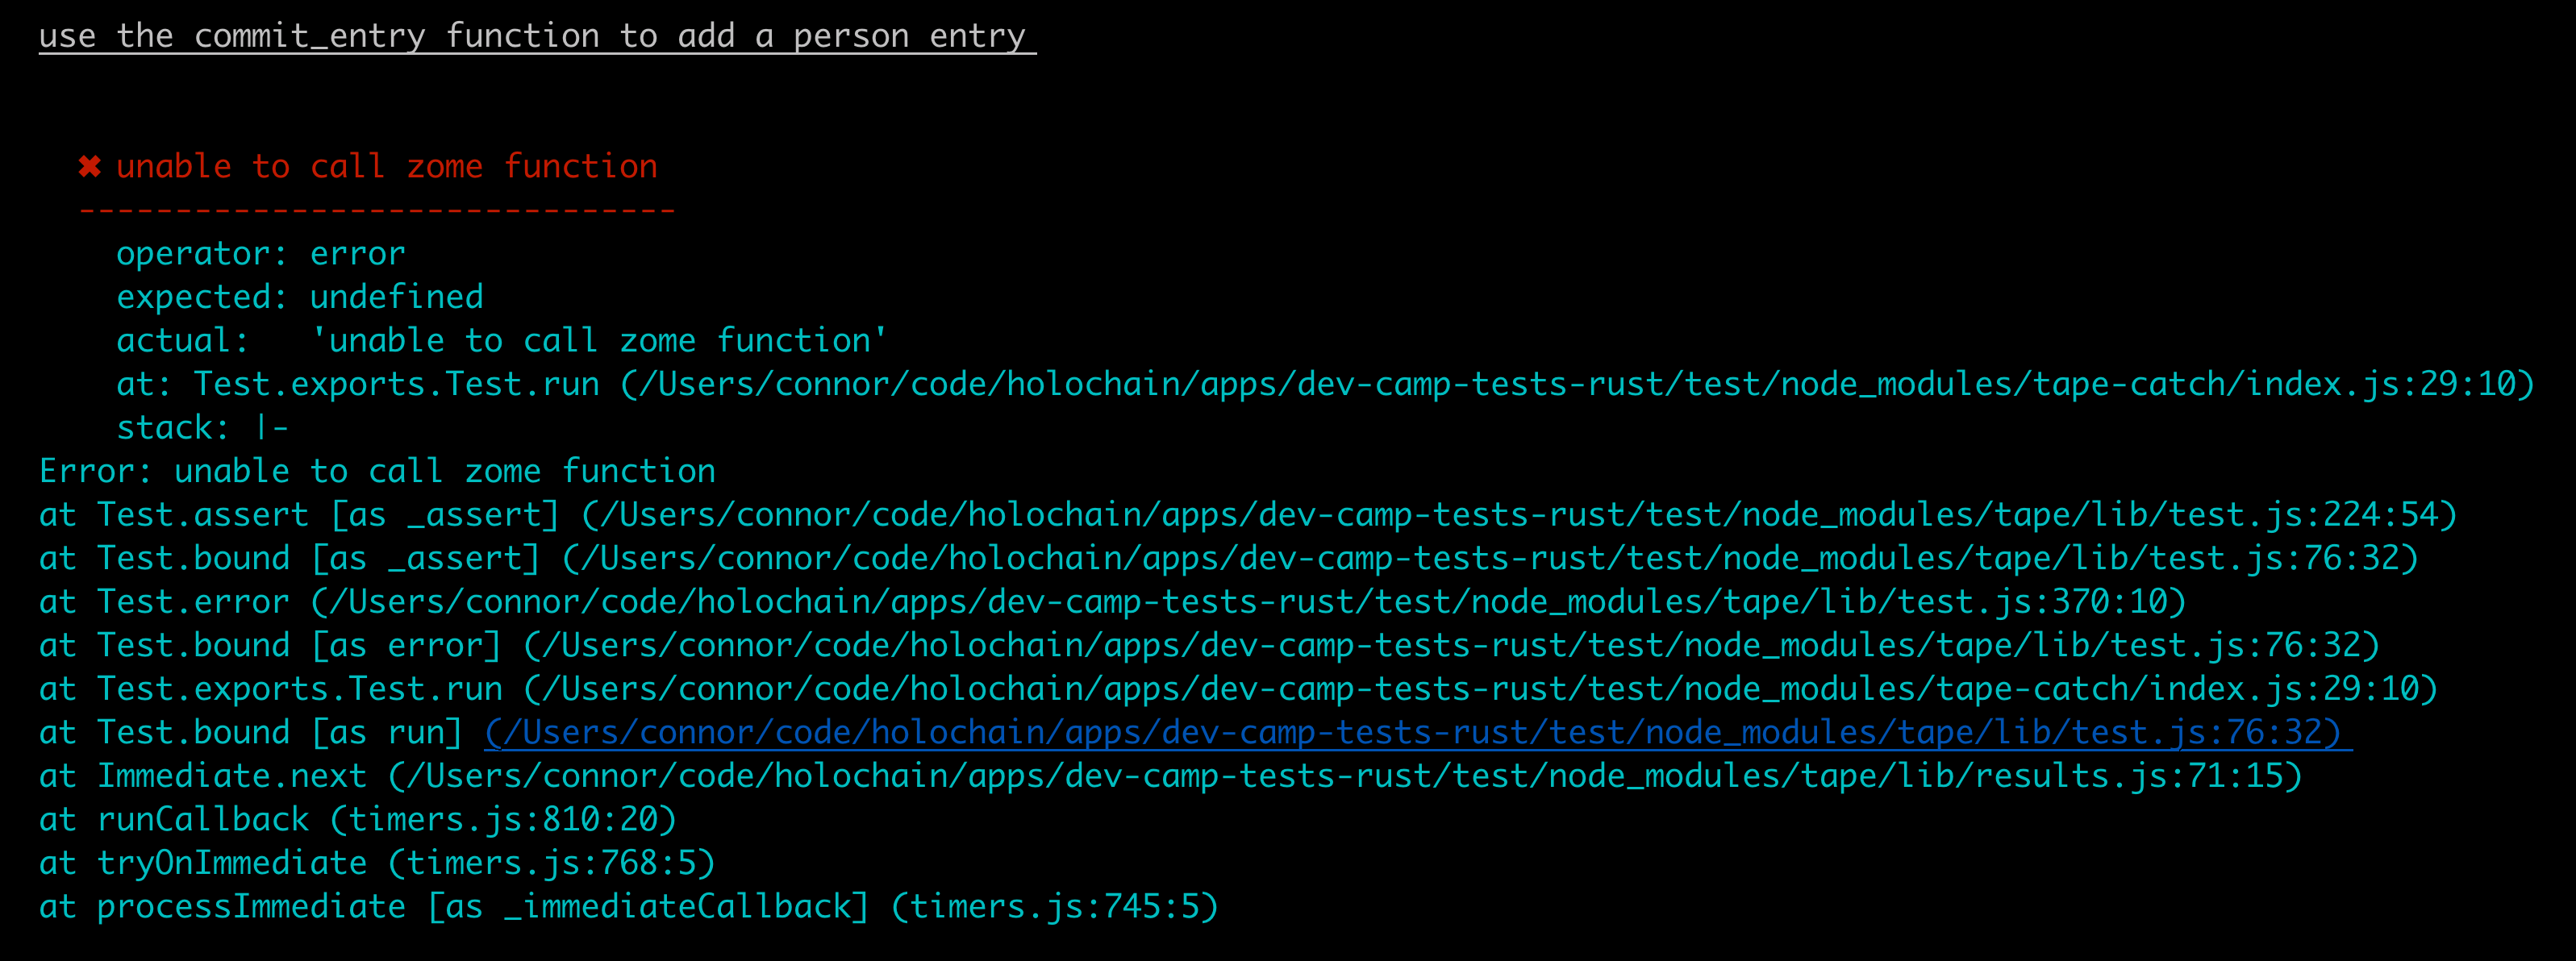 use the commit_entry function to add a person entry
✖ unable to call zome function
-------------------------------
operator: error
expected: undefined
actual:   'unable to call zome function'
at: Test.exports.Test.run (/Users/connor/code/holochain/apps/dev-camp-tests-rust/test/node_modules/tape-catch/index.js:29:10)
stack: |-
Error: unable to call zome function
at Test.assert [as _assert] (/Users/connor/code/holochain/apps/dev-camp-tests-rust/test/node_modules/tape/lib/test.js:224:54)
at Test.bound [as _assert] (/Users/connor/code/holochain/apps/dev-camp-tests-rust/test/node_modules/tape/lib/test.js:76:32)
at Test.error (/Users/connor/code/holochain/apps/dev-camp-tests-rust/test/node_modules/tape/lib/test.js:370:10)
at Test.bound [as error] (/Users/connor/code/holochain/apps/dev-camp-tests-rust/test/node_modules/tape/lib/test.js:76:32)
at Test.exports.Test.run (/Users/connor/code/holochain/apps/dev-camp-tests-rust/test/node_modules/tape-catch/index.js:29:10)
at Test.bound [as run] (/Users/connor/code/holochain/apps/dev-camp-tests-rust/test/node_modules/tape/lib/test.js:76:32)
at Immediate.next (/Users/connor/code/holochain/apps/dev-camp-tests-rust/test/node_modules/tape/lib/results.js:71:15)
at runCallback (timers.js:810:20)
at tryOnImmediate (timers.js:768:5)
at processImmediate [as _immediateCallback] (timers.js:745:5)